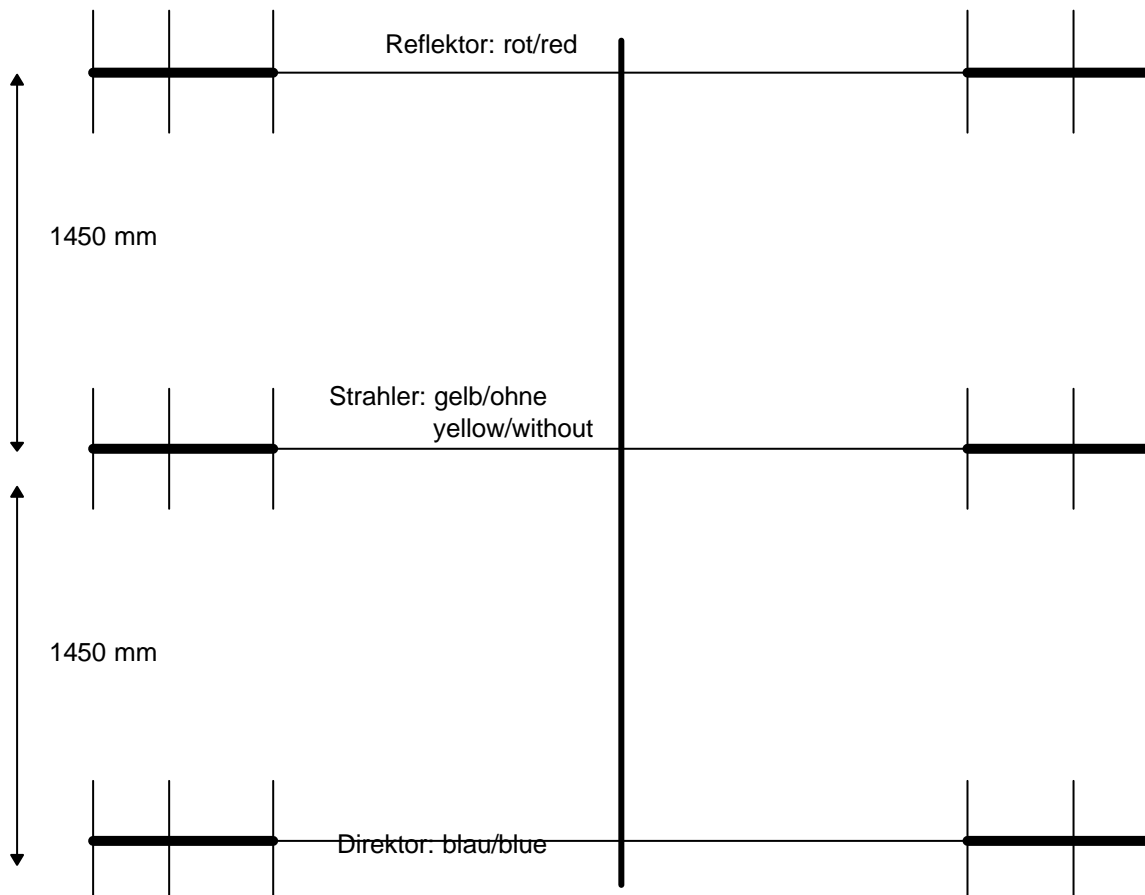 Reflektor: rot/red
1450 mm
Strahler: gelb/ohne
yellow/without
1450 mm
Direktor: blau/blue